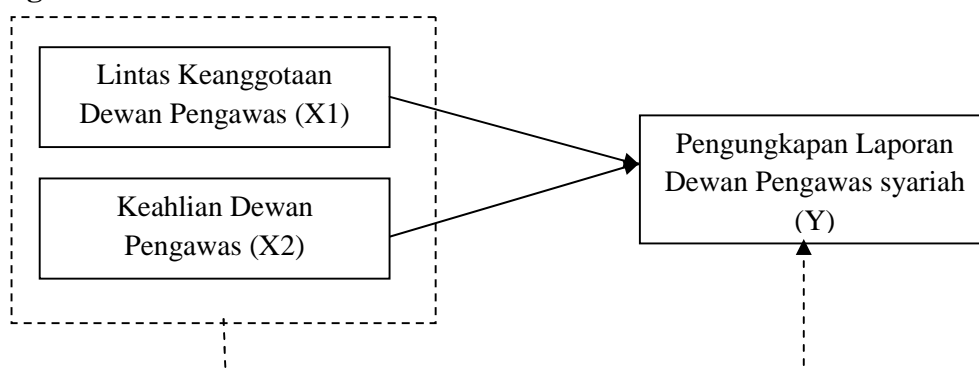 Lintas Keanggotaan
Dewan Pengawas (X1)
Pengungkapan Laporan
Dewan Pengawas syariah
(Y)
Keahlian Dewan
Pengawas (X2)